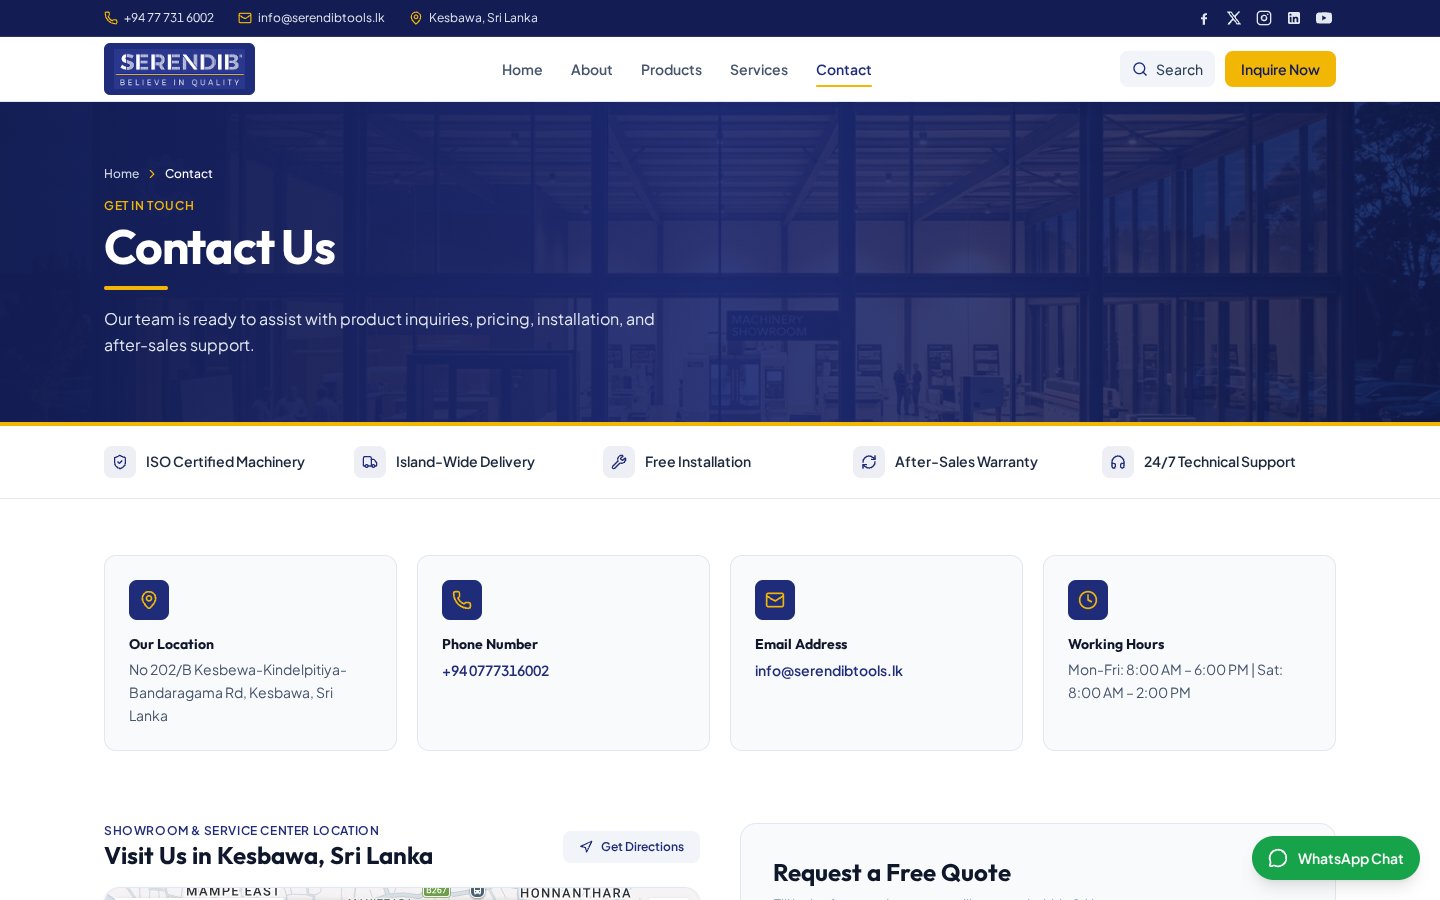 +94 77 731 6002
info@serendibtools.lk
Kesbawa, Sri Lanka
SERENDIB
BELIEVE IN QUALITY
Home
About
Products
Services
Contact
Search
Inquire Now
Home > Contact
GET IN TOUCH
Contact Us
Our team is ready to assist with product inquiries, pricing, installation, and
after-sales support.
MACHINERY
SHOWROOM
ISO Certified Machinery
Island-Wide Delivery
Free Installation
After-Sales Warranty
24/7 Technical Support
Our Location
No 202/B Kesbewa-Kindelpitiya-
Bandaragama Rd, Kesbawa, Sri
Lanka
Phone Number
+940777316002
Email Address
info@serendibtools.lk
Working Hours
Mon-Fri: 8:00 AM – 6:00 PM | Sat:
8:00 AM – 2:00 PM
SHOWROOM & SERVICE CENTER LOCATION
Visit Us in Kesbawa, Sri Lanka
Get Directions
MAMPE EAST
B267
HONNANTHARA
Request a Free Quote
WhatsApp Chat